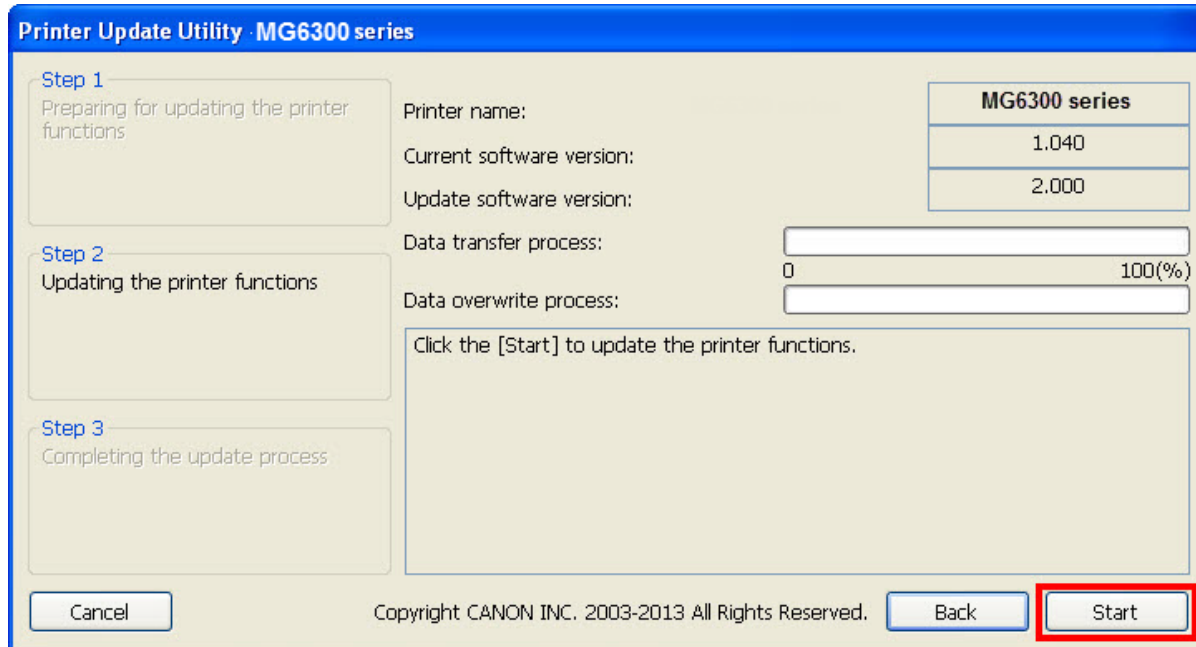 Printer Update Utility - MG6300 series
Step 1
Preparing for updating the printer
functions
Printer name:
MG6300 series
Current software version:
1.040
Update software version:
2.000
Step 2
Updating the printer functions
Data transfer process:
0 100(%)
Data overwrite process:
Click the [Start] to update the printer functions.
Step 3
Completing the update process
Cancel
Copyright CANON INC. 2003-2013 All Rights Reserved.
Back
Start